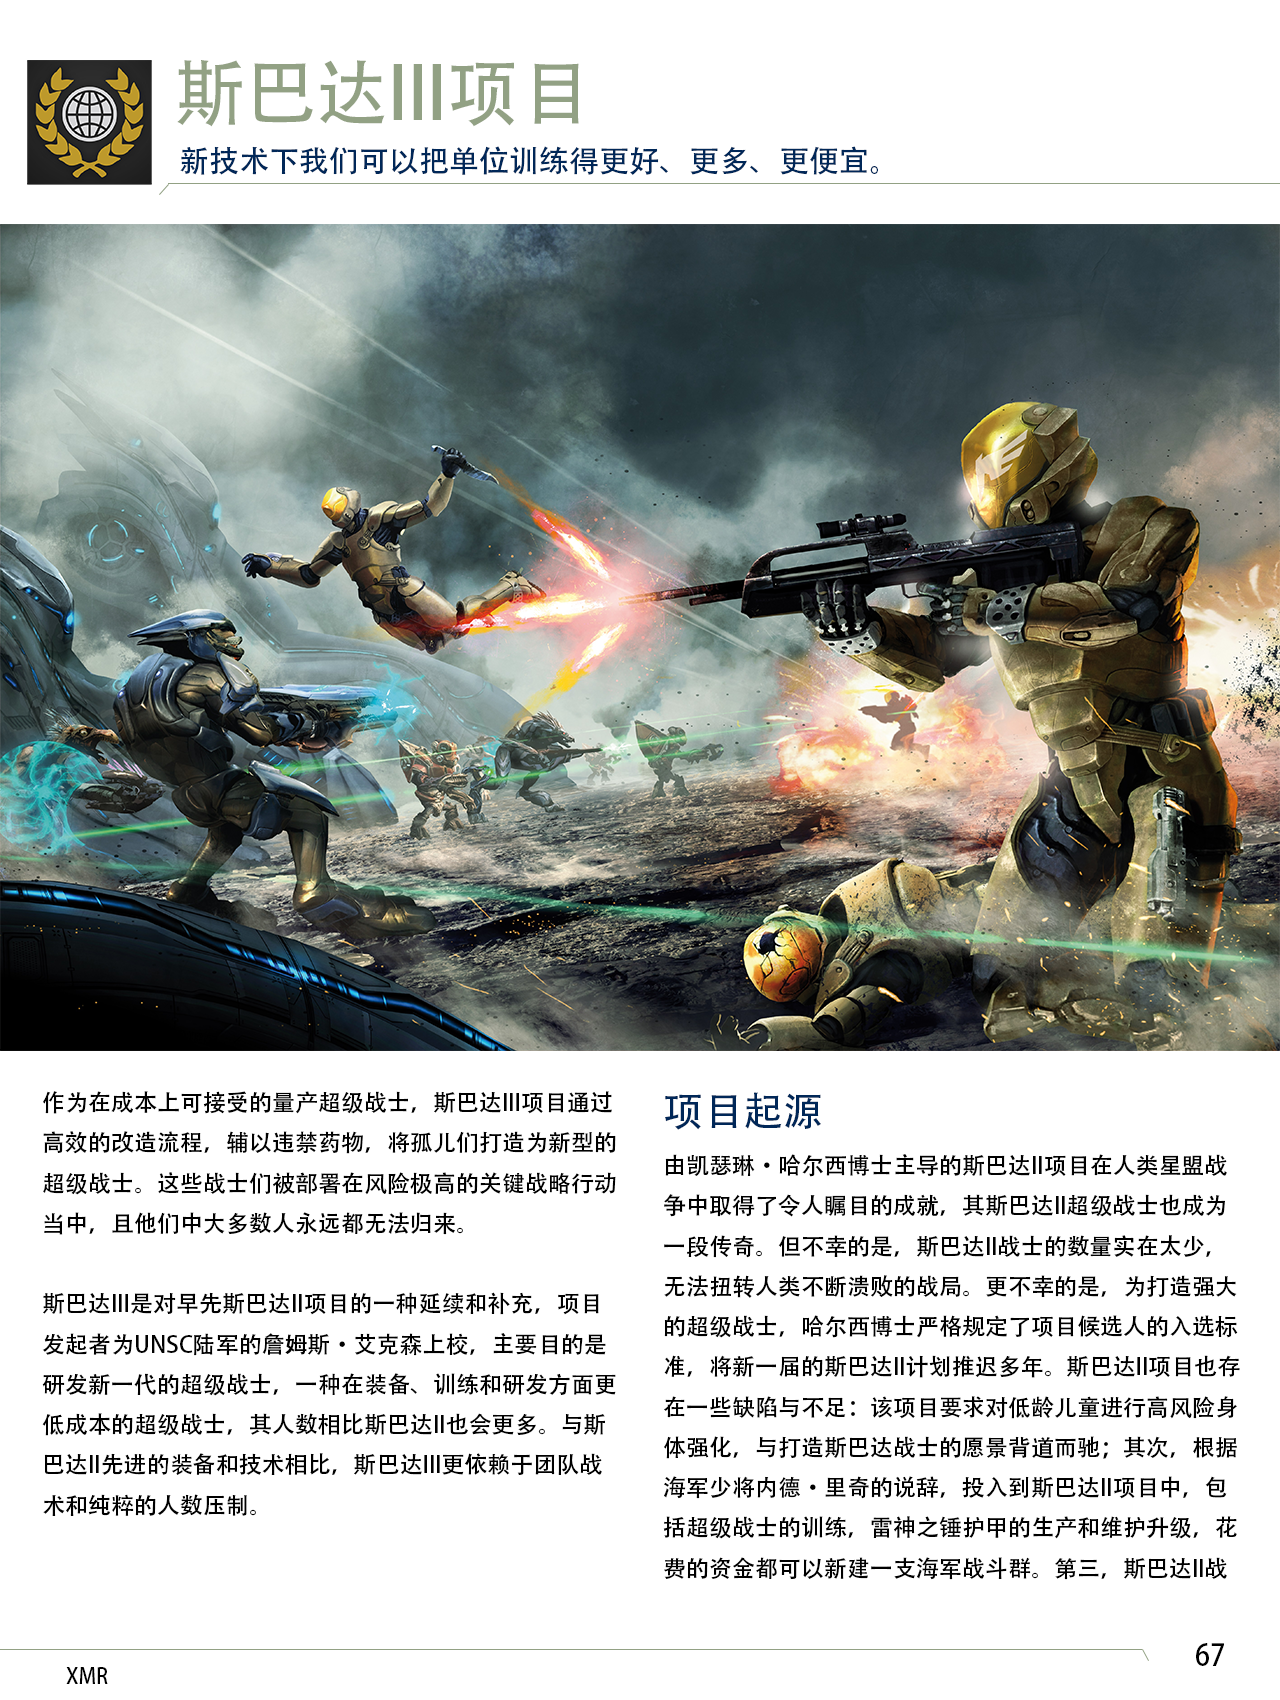 斯巴达III项目
新技术下我们可以把单位训练得更好、更多、更便宜。
作为在成本上可接受的量产超级战士，斯巴达III项目通过
高效的改造流程，辅以违禁药物，将孤儿们打造为新型的
超级战士。这些战士们被部署在风险极高的关键战略行动
当中，且他们中大多数人永远都无法归来。
斯巴达III是对早先斯巴达II项目的一种延续和补充，项目
发起者为UNSC陆军的詹姆斯·艾克森上校，主要目的是
研发新一代的超级战士，一种在装备、训练和研发方面更
低成本的超级战士，其人数相比斯巴达II也会更多。与斯
巴达II先进的装备和技术相比，斯巴达III更依赖于团队战
术和纯粹的人数压制。
项目起源
由凯瑟琳·哈尔西博士主导的斯巴达II项目在人类星盟战
争中取得了令人瞩目的成就，其斯巴达II超级战士也成为
一段传奇。但不幸的是，斯巴达II战士的数量实在太少，
无法扭转人类不断溃败的战局。更不幸的是，为打造强大
的超级战士，哈尔西博士严格规定了项目候选人的入选标
准，将新一届的斯巴达II计划推迟多年。斯巴达II项目也存
在一些缺陷与不足：该项目要求对低龄儿童进行高风险身
体强化，与打造斯巴达战士的愿景背道而驰；其次，根据
海军少将内德·里奇的说辞，投入到斯巴达II项目中，包
括超级战士的训练，雷神之锤护甲的生产和维护升级，花
费的资金都可以新建一支海军战斗群。第三，斯巴达II战
67
XMR